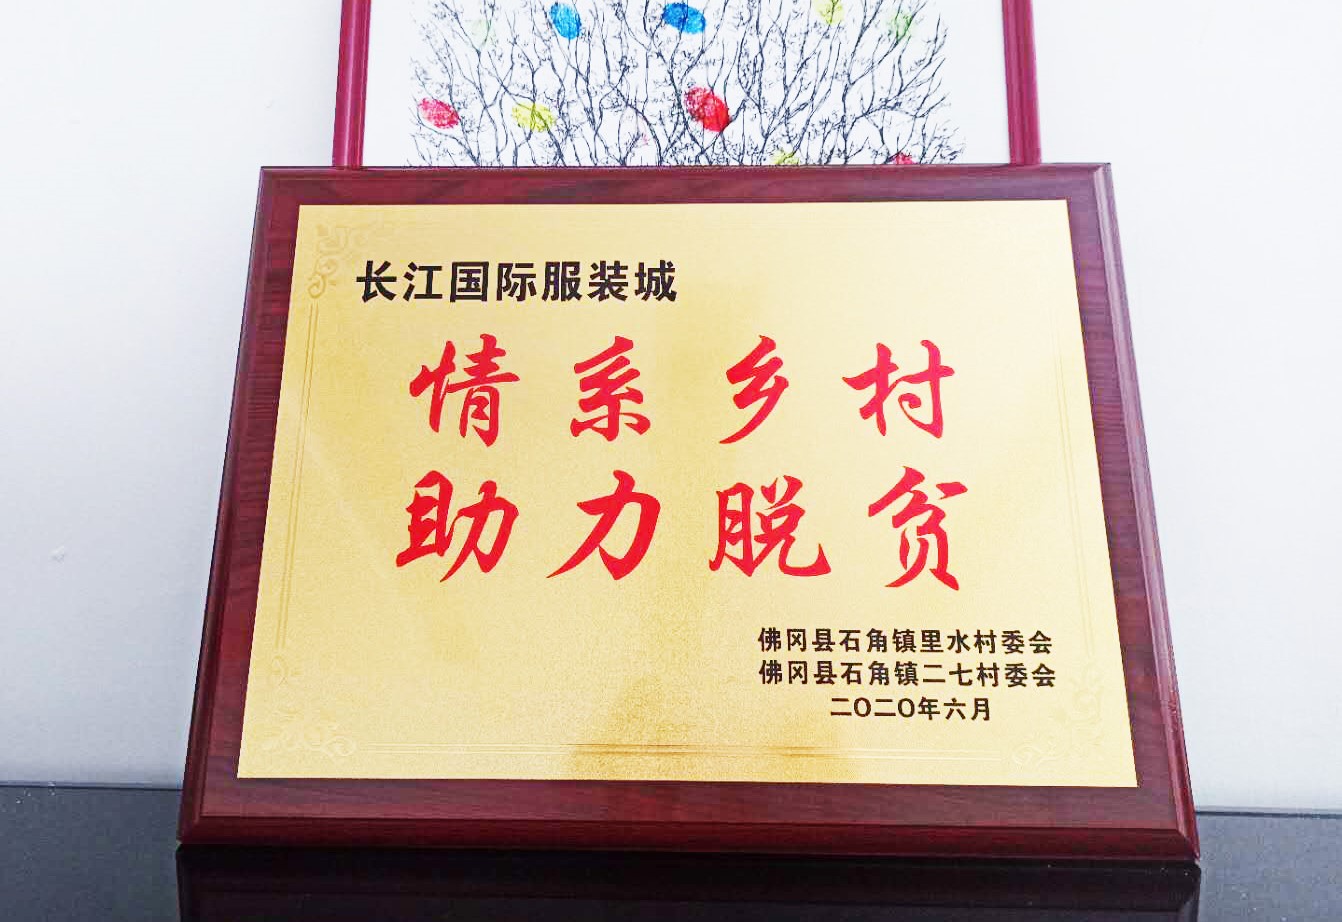 长江国际服装城
情系乡村
助力脱贫
佛冈县石角镇里水村委会
佛冈县石角镇二七村委会
二〇二〇年六月